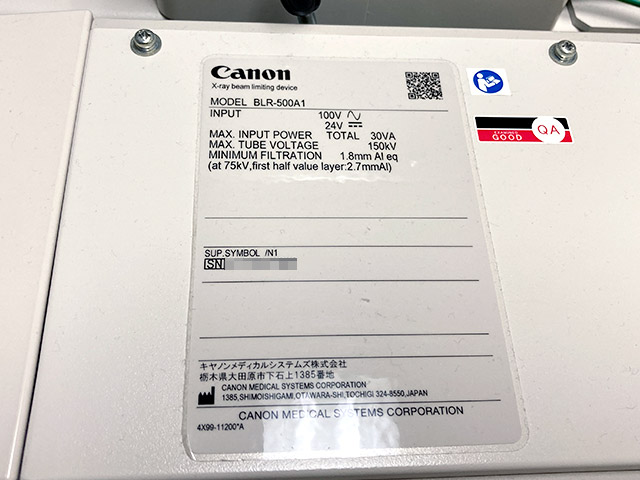 Canon
X-ray beam limiting device
MODEL BLR-500A1
INPUT 100V
24V
MAX. INPUT POWER TOTAL 30VA
MAX. TUBE VOLTAGE 150kV
MINIMUM FILTRATION 1.8mm Al eq
(at 75kV,first half value layer:2.7mmAl)
SUP.SYMBOL /N1
SN
キヤノンメディカルシステムズ株式会社
栃木県大田原市下石上1385番地
CANON MEDICAL SYSTEMS CORPORATION
1385,SHIMOISHIGAMI,OTAWARA-SHI,TOCHIGI 324-8550,JAPAN
CANON MEDICAL SYSTEMS CORPORATION
4X99-11200*A
EXAMINED
GOOD
QA